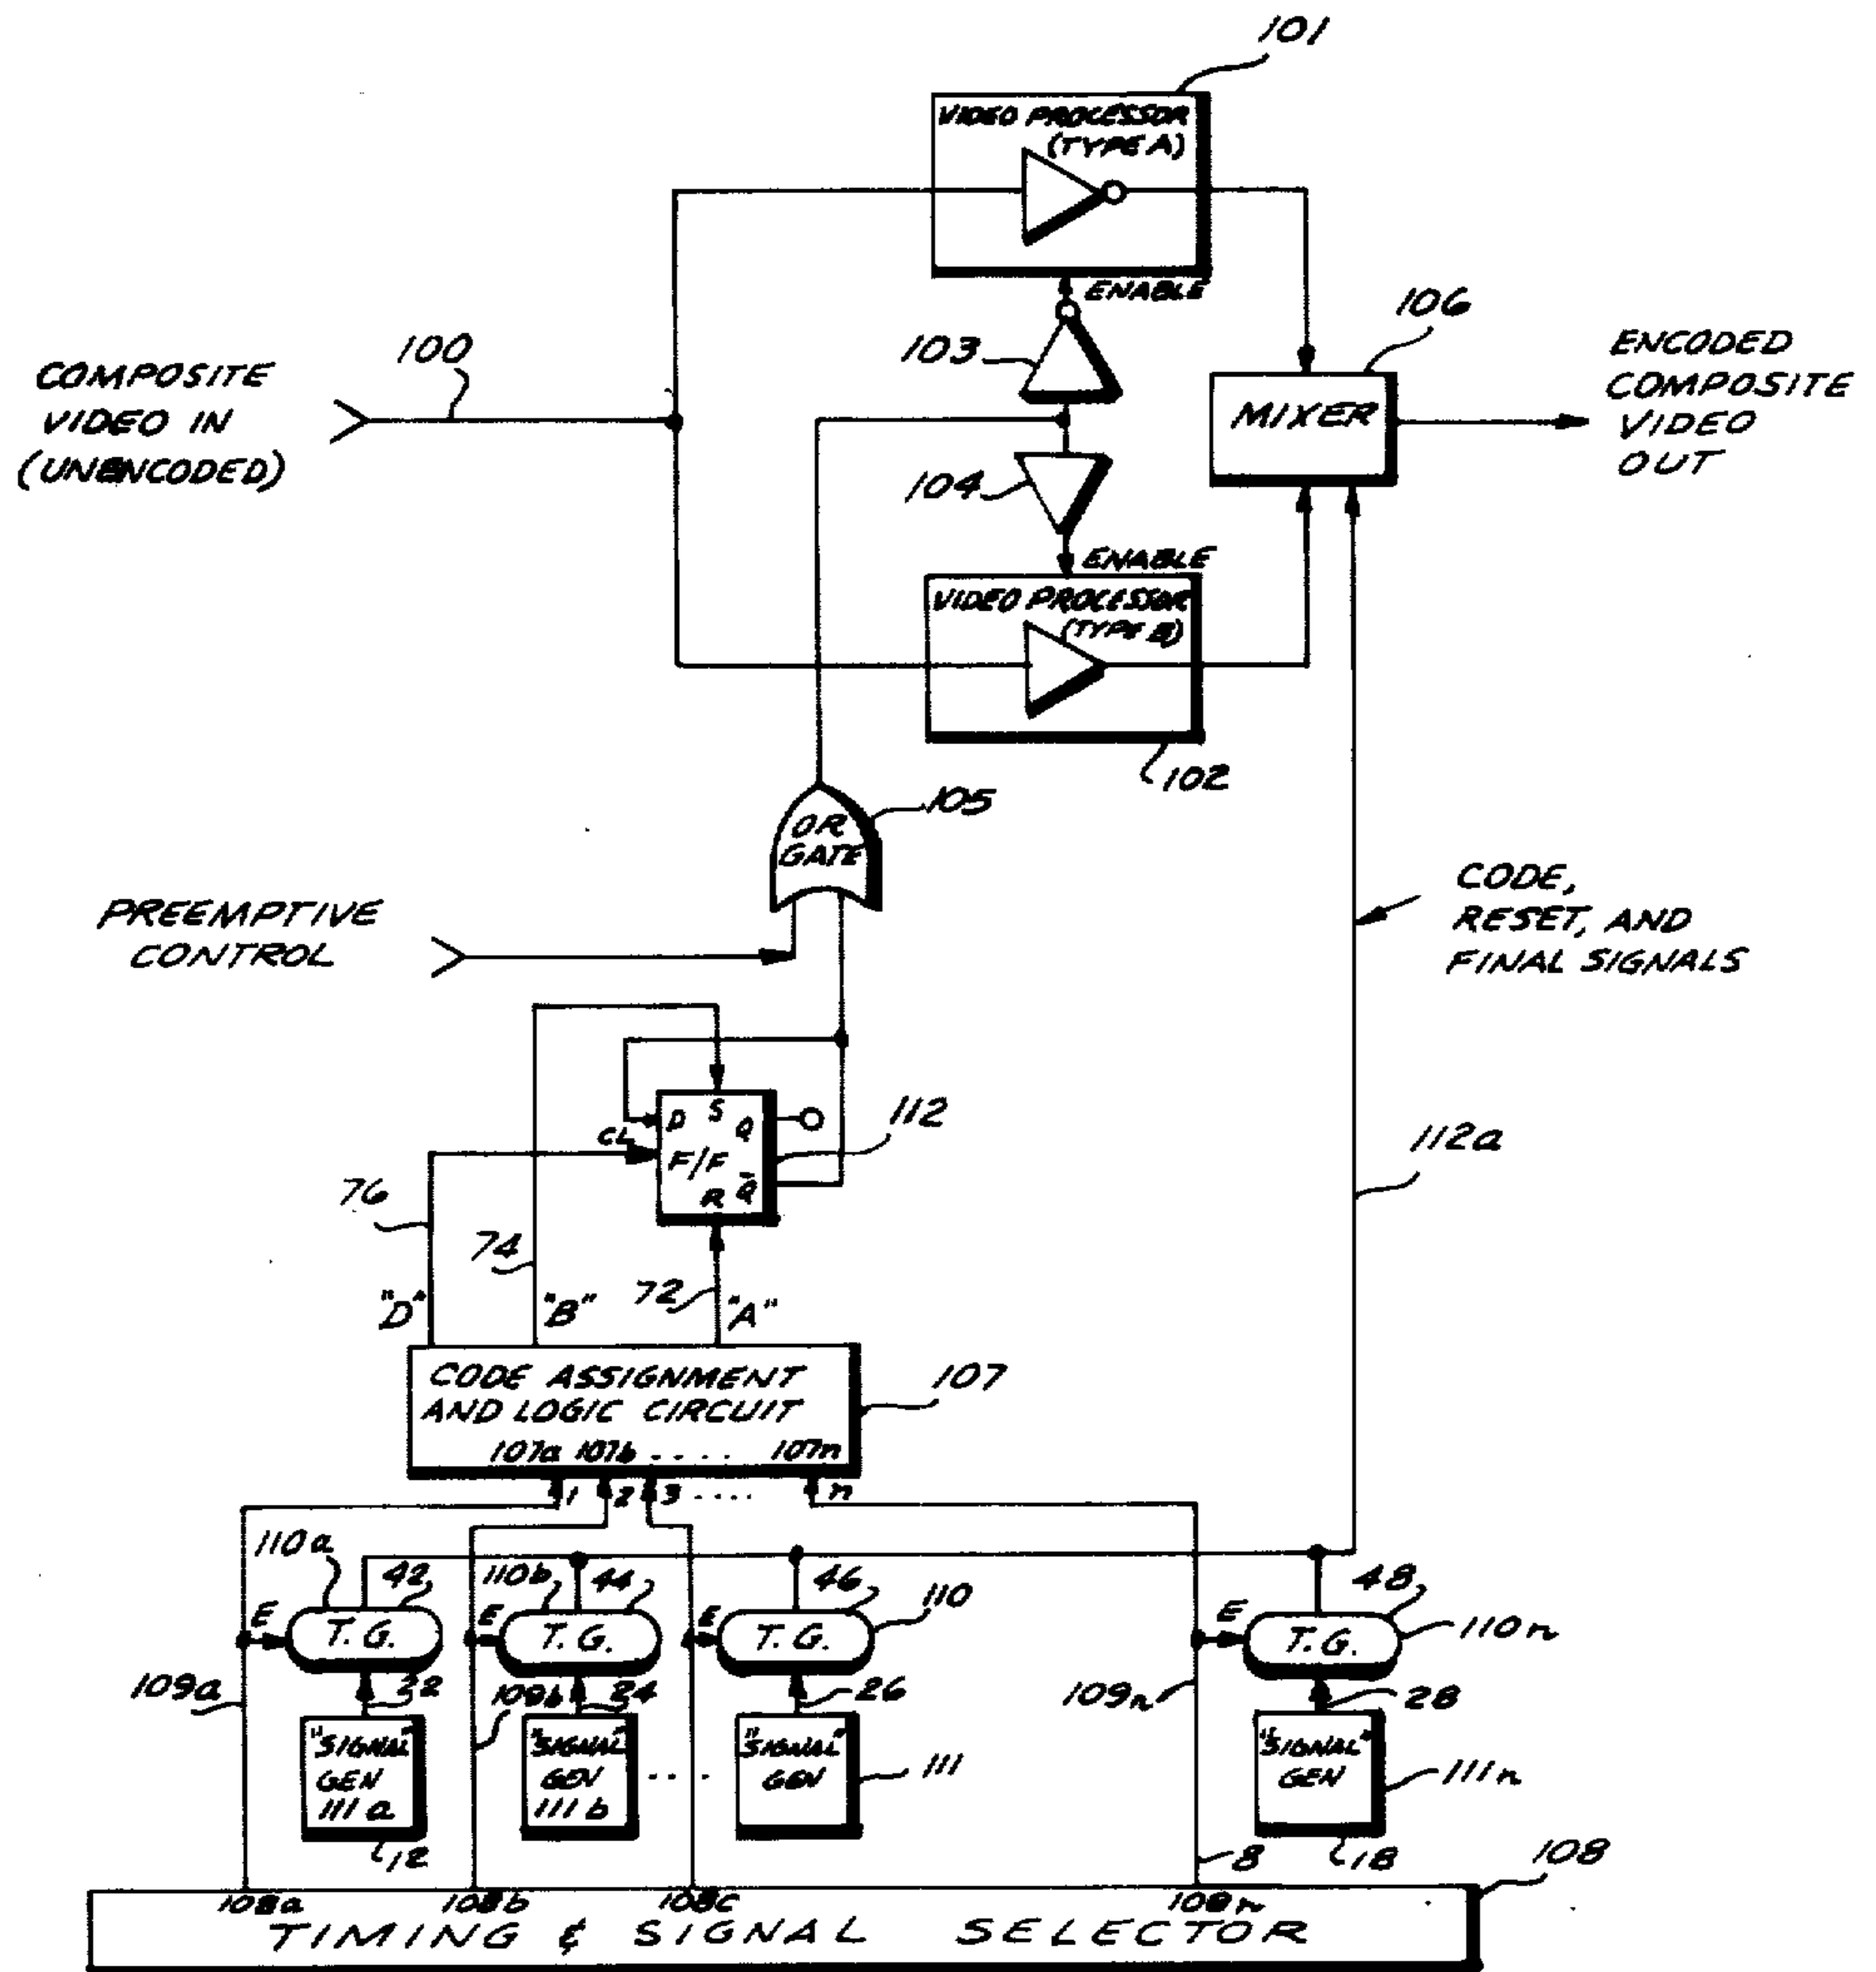 101
VIDEO PROCESSOR
(TYPE A)
ENABLE
103
106
ENCODED
COMPOSITE
VIDEO
OUT
100
COMPOSITE
VIDEO IN
(UNENCODED)
MIXER
104
ENABLE
VIDEO PROCESSOR
(TYPE B)
102
105
OR
GATE
PREEMPTIVE
CONTROL
CODE,
RESET, AND
FINAL SIGNALS
D S Q
CL
F/F
R Q̄
112
112a
76
74
72
"D"
"B"
"A"
CODE ASSIGNMENT
AND LOGIC CIRCUIT
107a 107b . . . . 107n
107
1 2 3 . . . . . n
110a
42
110b
44
46
110
48
110n
E
T.G.
E
T.G.
E
T.G.
E
T.G.
109a
22
109b
24
26
109n
28
"SIGNAL"
GEN
111a
12
"SIGNAL"
GEN
111b
. . . .
"SIGNAL"
GEN
111
"SIGNAL"
GEN
111n
18
8
108
108a 108b 108c 108n
TIMING & SIGNAL SELECTOR